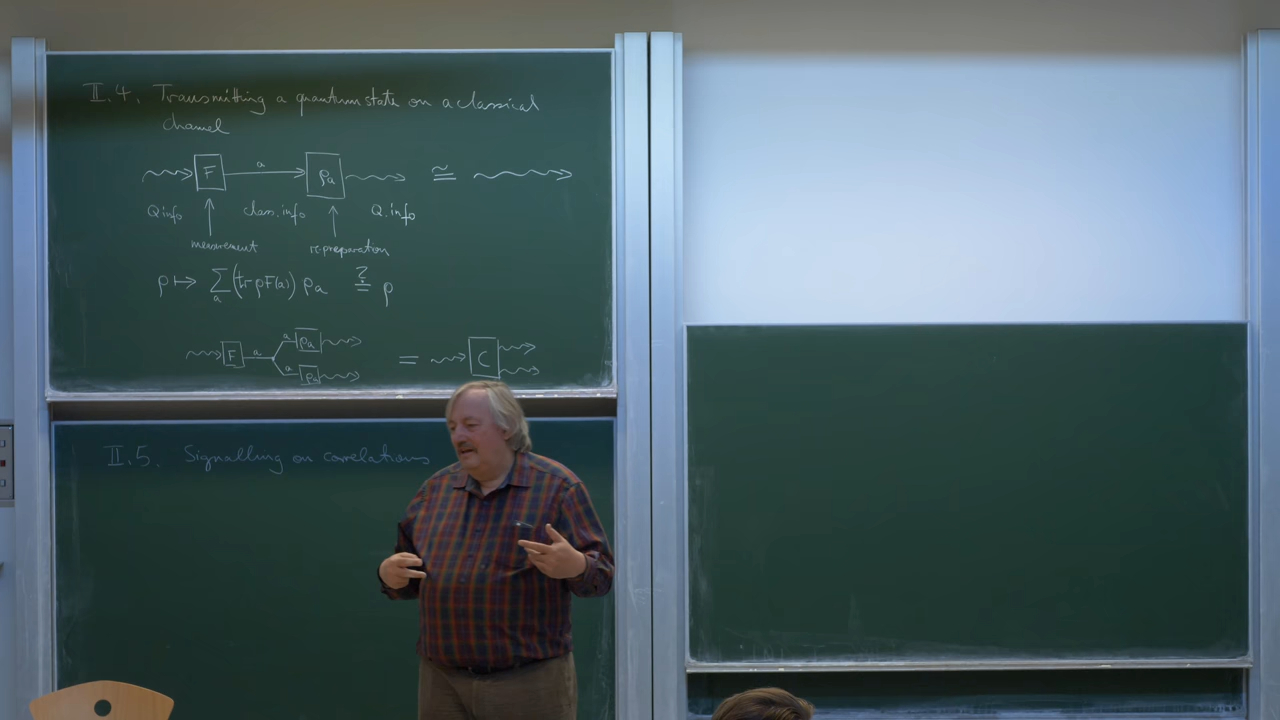 II.4. Transmitting a quantum state on a classical
channel
F a ρa ≅
Q info class. info Q. info
measurement re-preparation
ρ ↦ ∑a (tr ρF(a)) ρa ≟ ρ
F a a ρa = C
a ρa
II.5. Signalling on correlations